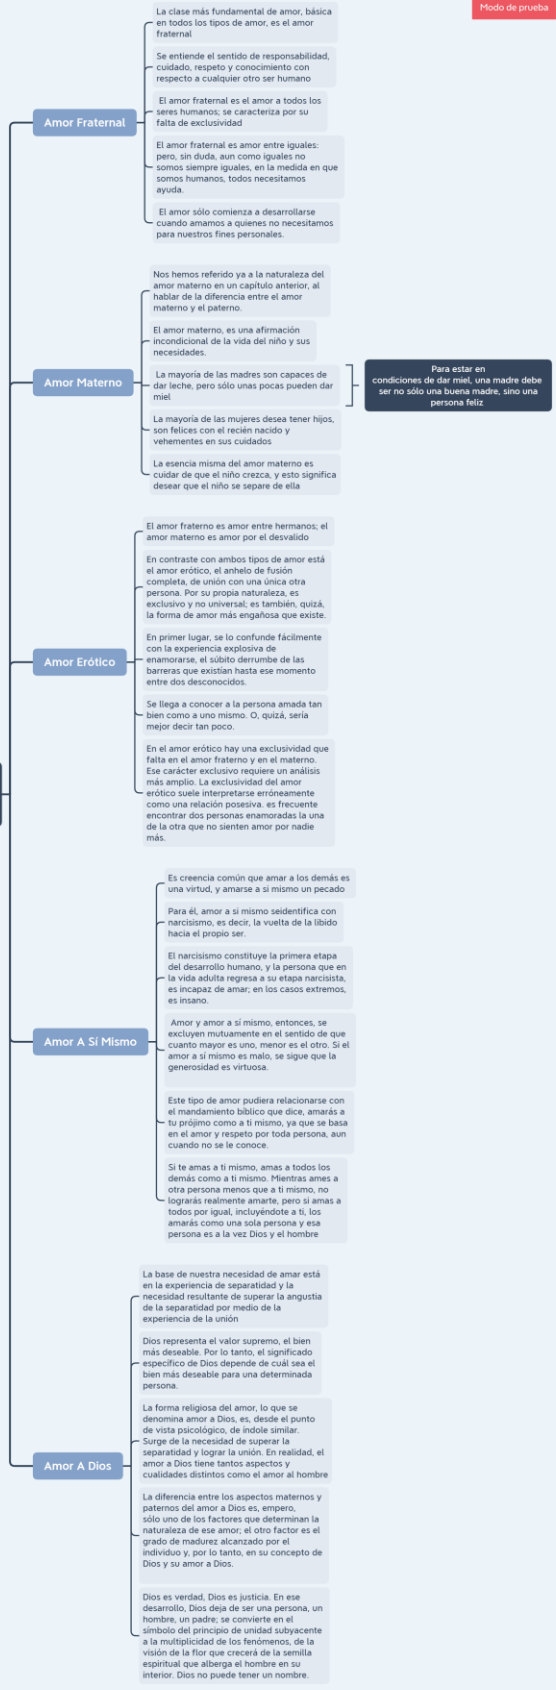 Modo de prueba
La clase más fundamental de amor, básica
en todos los tipos de amor, es el amor
fraternal
Se entiende el sentido de responsabilidad,
cuidado, respeto y conocimiento con
respecto a cualquier otro ser humano
El amor fraternal es el amor a todos los
seres humanos; se caracteriza por su
falta de exclusividad
Amor Fraternal
El amor fraternal es amor entre iguales:
pero, sin duda, aun como iguales no
somos siempre iguales, en la medida en que
somos humanos, todos necesitamos
ayuda.
El amor sólo comienza a desarrollarse
cuando amamos a quienes no necesitamos
para nuestros fines personales.
Nos hemos referido ya a la naturaleza del
amor materno en un capítulo anterior, al
hablar de la diferencia entre el amor
materno y el paterno.
El amor materno, es una afirmación
incondicional de la vida del niño y sus
necesidades.
Amor Materno
La mayoría de las madres son capaces de
dar leche, pero sólo unas pocas pueden dar
miel
Para estar en
condiciones de dar miel, una madre debe
ser no sólo una buena madre, sino una
persona feliz
La mayoría de las mujeres desea tener hijos,
son felices con el recién nacido y
vehementes en sus cuidados
La esencia misma del amor materno es
cuidar de que el niño crezca, y esto significa
desear que el niño se separe de ella
El amor fraterno es amor entre hermanos; el
amor materno es amor por el desvalido
En contraste con ambos tipos de amor está
el amor erótico, el anhelo de fusión
completa, de unión con una única otra
persona. Por su propia naturaleza, es
exclusivo y no universal; es también, quizá,
la forma de amor más engañosa que existe.
Amor Erótico
En primer lugar, se lo confunde fácilmente
con la experiencia explosiva de
enamorarse, el súbito derrumbe de las
barreras que existían hasta ese momento
entre dos desconocidos.
Se llega a conocer a la persona amada tan
bien como a uno mismo. O, quizá, sería
mejor decir tan poco.
En el amor erótico hay una exclusividad que
falta en el amor fraterno y en el materno.
Ese carácter exclusivo requiere un análisis
más amplio. La exclusividad del amor
erótico suele interpretarse erróneamente
como una relación posesiva. es frecuente
encontrar dos personas enamoradas la una
de la otra que no sienten amor por nadie
más.
Es creencia común que amar a los demás es
una virtud, y amarse a si mismo un pecado
Para él, amor a si mismo seidentifica con
narcisismo, es decir, la vuelta de la libido
hacia el propio ser.
El narcisismo constituye la primera etapa
del desarrollo humano, y la persona que en
la vida adulta regresa a su etapa narcisista,
es incapaz de amar; en los casos extremos,
es insano.
Amor A Sí Mismo
Amor y amor a sí mismo, entonces, se
excluyen mutuamente en el sentido de que
cuanto mayor es uno, menor es el otro. Si el
amor a sí mismo es malo, se sigue que la
generosidad es virtuosa.
Este tipo de amor pudiera relacionarse con
el mandamiento bíblico que dice, amarás a
tu prójimo como a ti mismo, ya que se basa
en el amor y respeto por toda persona, aun
cuando no se le conoce.
Si te amas a ti mismo, amas a todos los
demás como a ti mismo. Mientras ames a
otra persona menos que a ti mismo, no
lograrás realmente amarte, pero si amas a
todos por igual, incluyéndote a ti, los
amarás como una sola persona y esa
persona es a la vez Dios y el hombre
La base de nuestra necesidad de amar está
en la experiencia de separatidad y la
necesidad resultante de superar la angustia
de la separatidad por medio de la
experiencia de la unión
Dios representa el valor supremo, el bien
más deseable. Por lo tanto, el significado
específico de Dios depende de cuál sea el
bien más deseable para una determinada
persona.
La forma religiosa del amor, lo que se
denomina amor a Dios, es, desde el punto
de vista psicológico, de índole similar.
Surge de la necesidad de superar la
separatidad y lograr la unión. En realidad, el
amor a Dios tiene tantos aspectos y
cualidades distintos como el amor al hombre
Amor A Dios
La diferencia entre los aspectos maternos y
paternos del amor a Dios es, empero,
sólo uno de los factores que determinan la
naturaleza de ese amor; el otro factor es el
grado de madurez alcanzado por el
individuo y, por lo tanto, en su concepto de
Dios y su amor a Dios.
Dios es verdad, Dios es justicia. En ese
desarrollo, Dios deja de ser una persona, un
hombre, un padre; se convierte en el
símbolo del principio de unidad subyacente
a la multiplicidad de los fenómenos, de la
visión de la flor que crecerá de la semilla
espiritual que alberga el hombre en su
interior. Dios no puede tener un nombre.